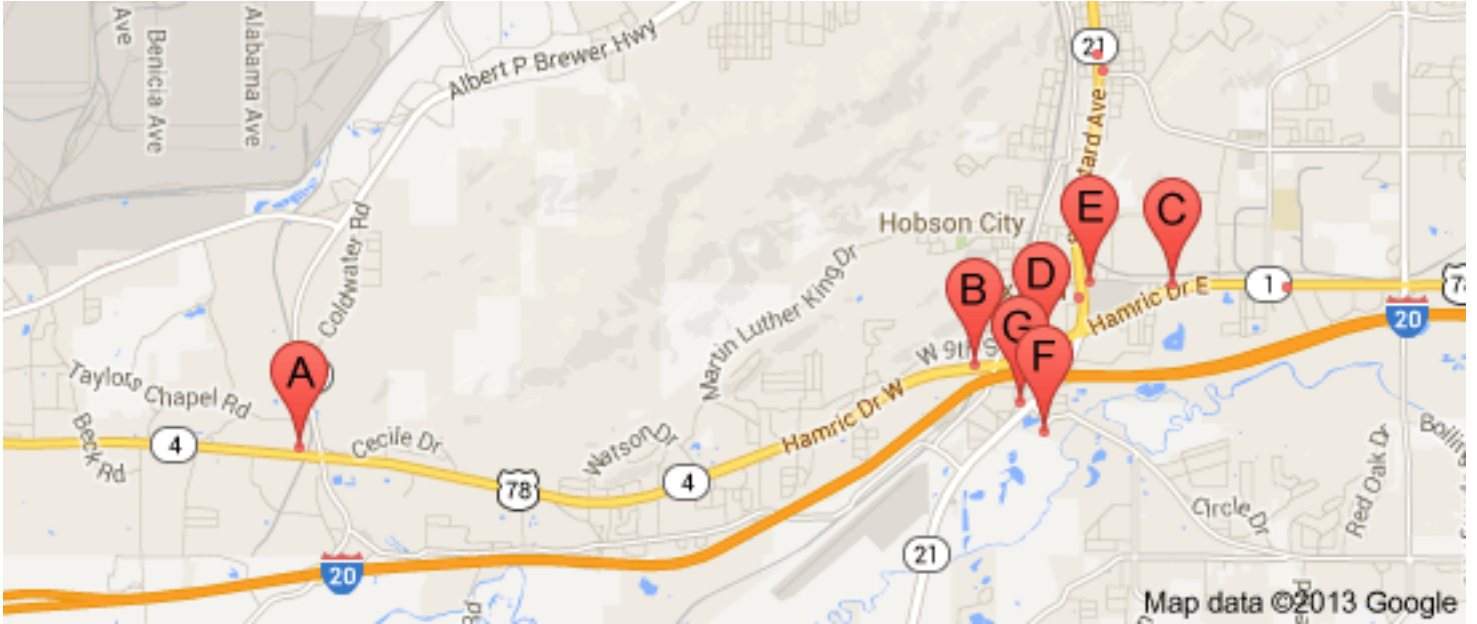 Ave
Benicia Ave
Alabama Ave
Albert P Brewer Hwy
21
Coldwater Rd
Hobson City
E
C
D
B
G
F
A
1
20
Hamric Dr E
Martin Luther King Dr
W 9th S
Taylors Chapel Rd
Beck Rd
4
Cecile Dr
78
Watson Dr
4
Hamric Dr W
20
21
Circle Dr
Red Oak Dr
Rd
Map data ©2013 Google